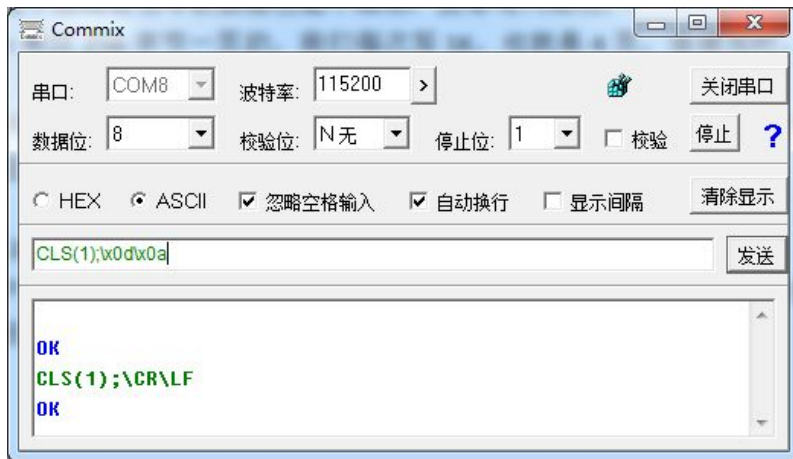 Commix
串口: COM8 波特率: 115200 > 关闭串口
数据位: 8 校验位: N 无 停止位: 1 校验 停止 ?
HEX ASCII 忽略空格输入 自动换行 显示间隔 清除显示
CLS(1);\x0d\x0a 发送
OK
CLS(1);\CR\LF
OK